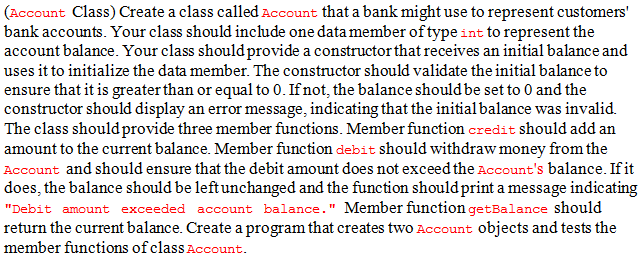 (Account Class) Create a class called Account that a bank might use to represent customers'
bank accounts. Your class should include one data member of type int to represent the
account balance. Your class should provide a constructor that receives an initial balance and
uses it to initialize the data member. The constructor should validate the initial balance to
ensure that it is greater than or equal to 0. If not, the balance should be set to 0 and the
constructor should display an error message, indicating that the initial balance was invalid.
The class should provide three member functions. Member function credit should add an
amount to the current balance. Member function debit should withdraw money from the
Account and should ensure that the debit amount does not exceed the Account's balance. If it
does, the balance should be left unchanged and the function should print a message indicating
"Debit amount exceeded account balance." Member function getBalance should
return the current balance. Create a program that creates two Account objects and tests the
member functions of class Account.